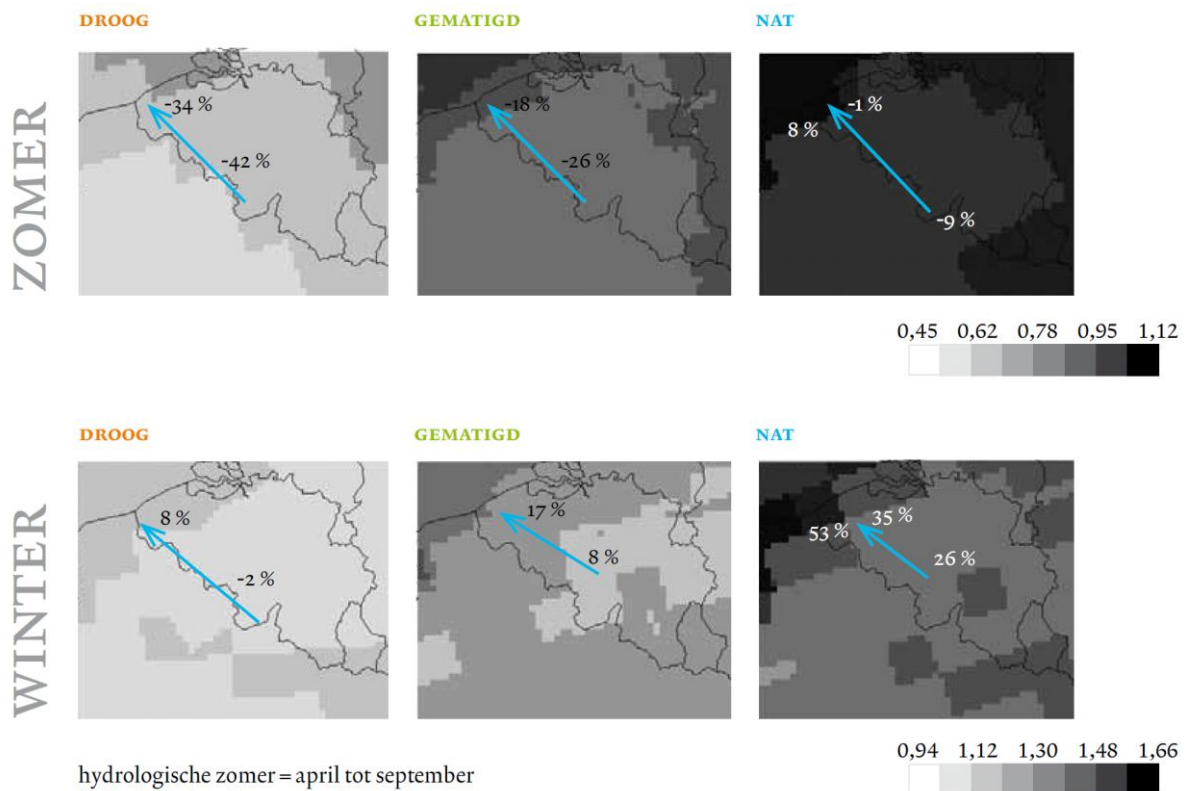 DROOG GEMATIGD NAT
ZOMER
-34 %
-42 %
-18 %
-26 %
-1 %
8 %
-9 %
0,45 0,62 0,78 0,95 1,12
DROOG GEMATIGD NAT
WINTER
8 %
-2 %
17 %
8 %
35 %
53 %
26 %
0,94 1,12 1,30 1,48 1,66
hydrologische zomer = april tot september